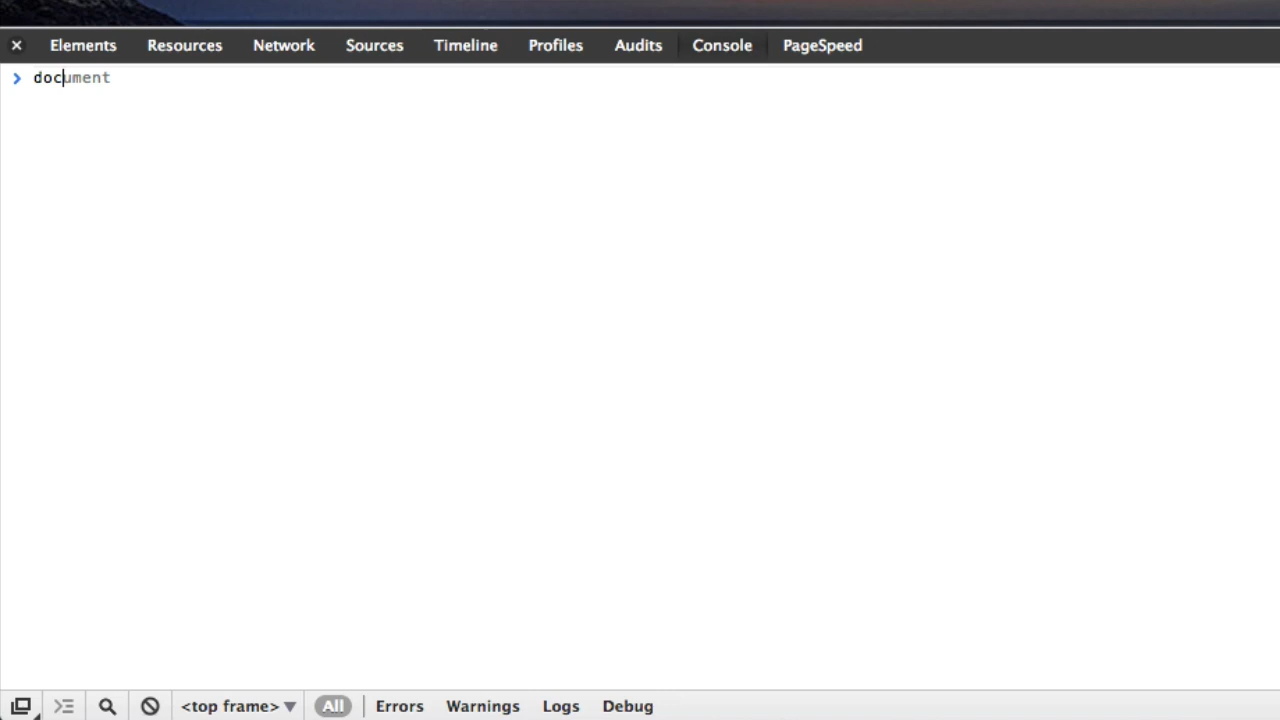 Elements Resources Network Sources Timeline Profiles Audits Console PageSpeed
document
<top frame> All Errors Warnings Logs Debug